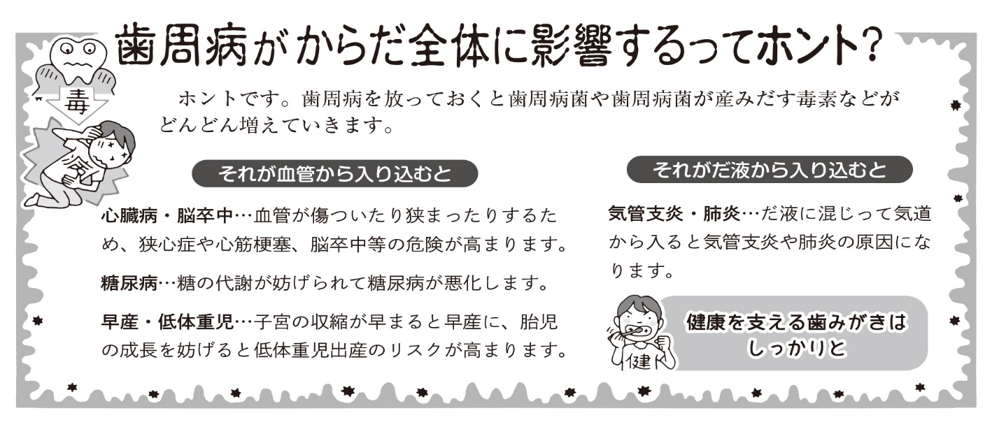 歯周病がからだ全体に影響するってホント?
毒
ホントです。歯周病を放っておくと歯周病菌や歯周病菌が産みだす毒素などが
どんどん増えていきます。
それが血管から入り込むと
心臓病・脳卒中…血管が傷ついたり狭まったりするた
め、狭心症や心筋梗塞、脳卒中等の危険が高まります。
糖尿病…糖の代謝が妨げられて糖尿病が悪化します。
早産・低体重児…子宮の収縮が早まると早産に、胎児
の成長を妨げると低体重児出産のリスクが高まります。
それがだ液から入り込むと
気管支炎・肺炎…だ液に混じって気道
から入ると気管支炎や肺炎の原因にな
ります。
健康を支える歯みがきは
しっかりと
健